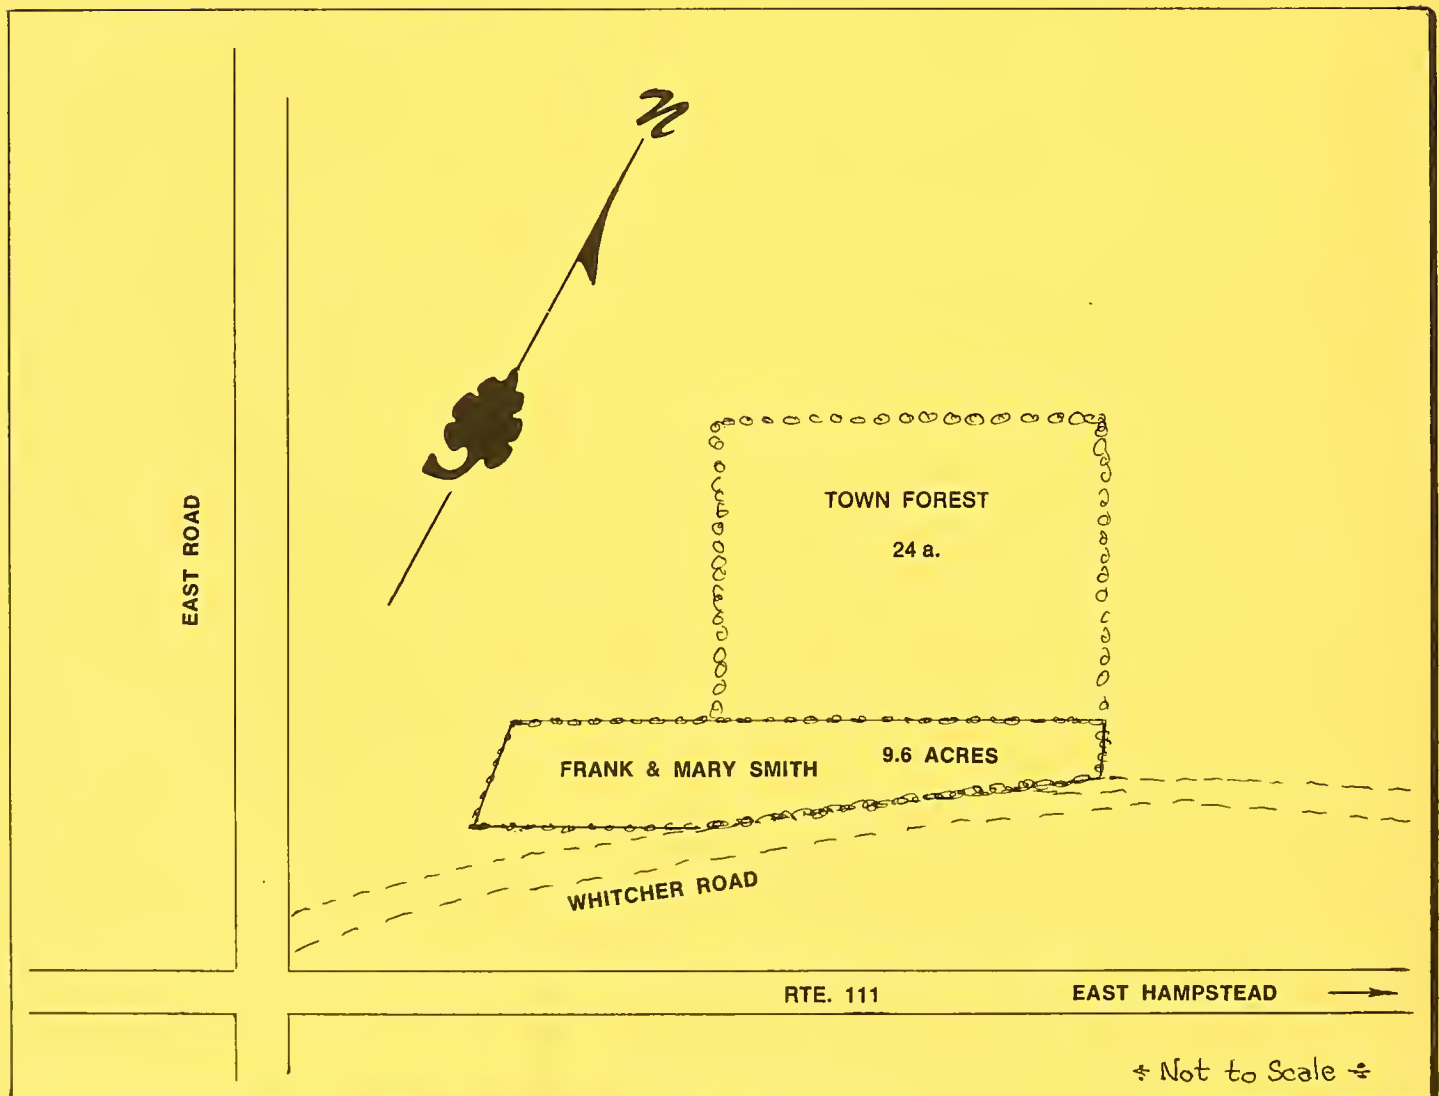 N
EAST ROAD
TOWN FOREST
24 a.
FRANK & MARY SMITH
9.6 ACRES
WHITCHER ROAD
RTE. 111
EAST HAMPSTEAD
÷ Not to Scale ÷